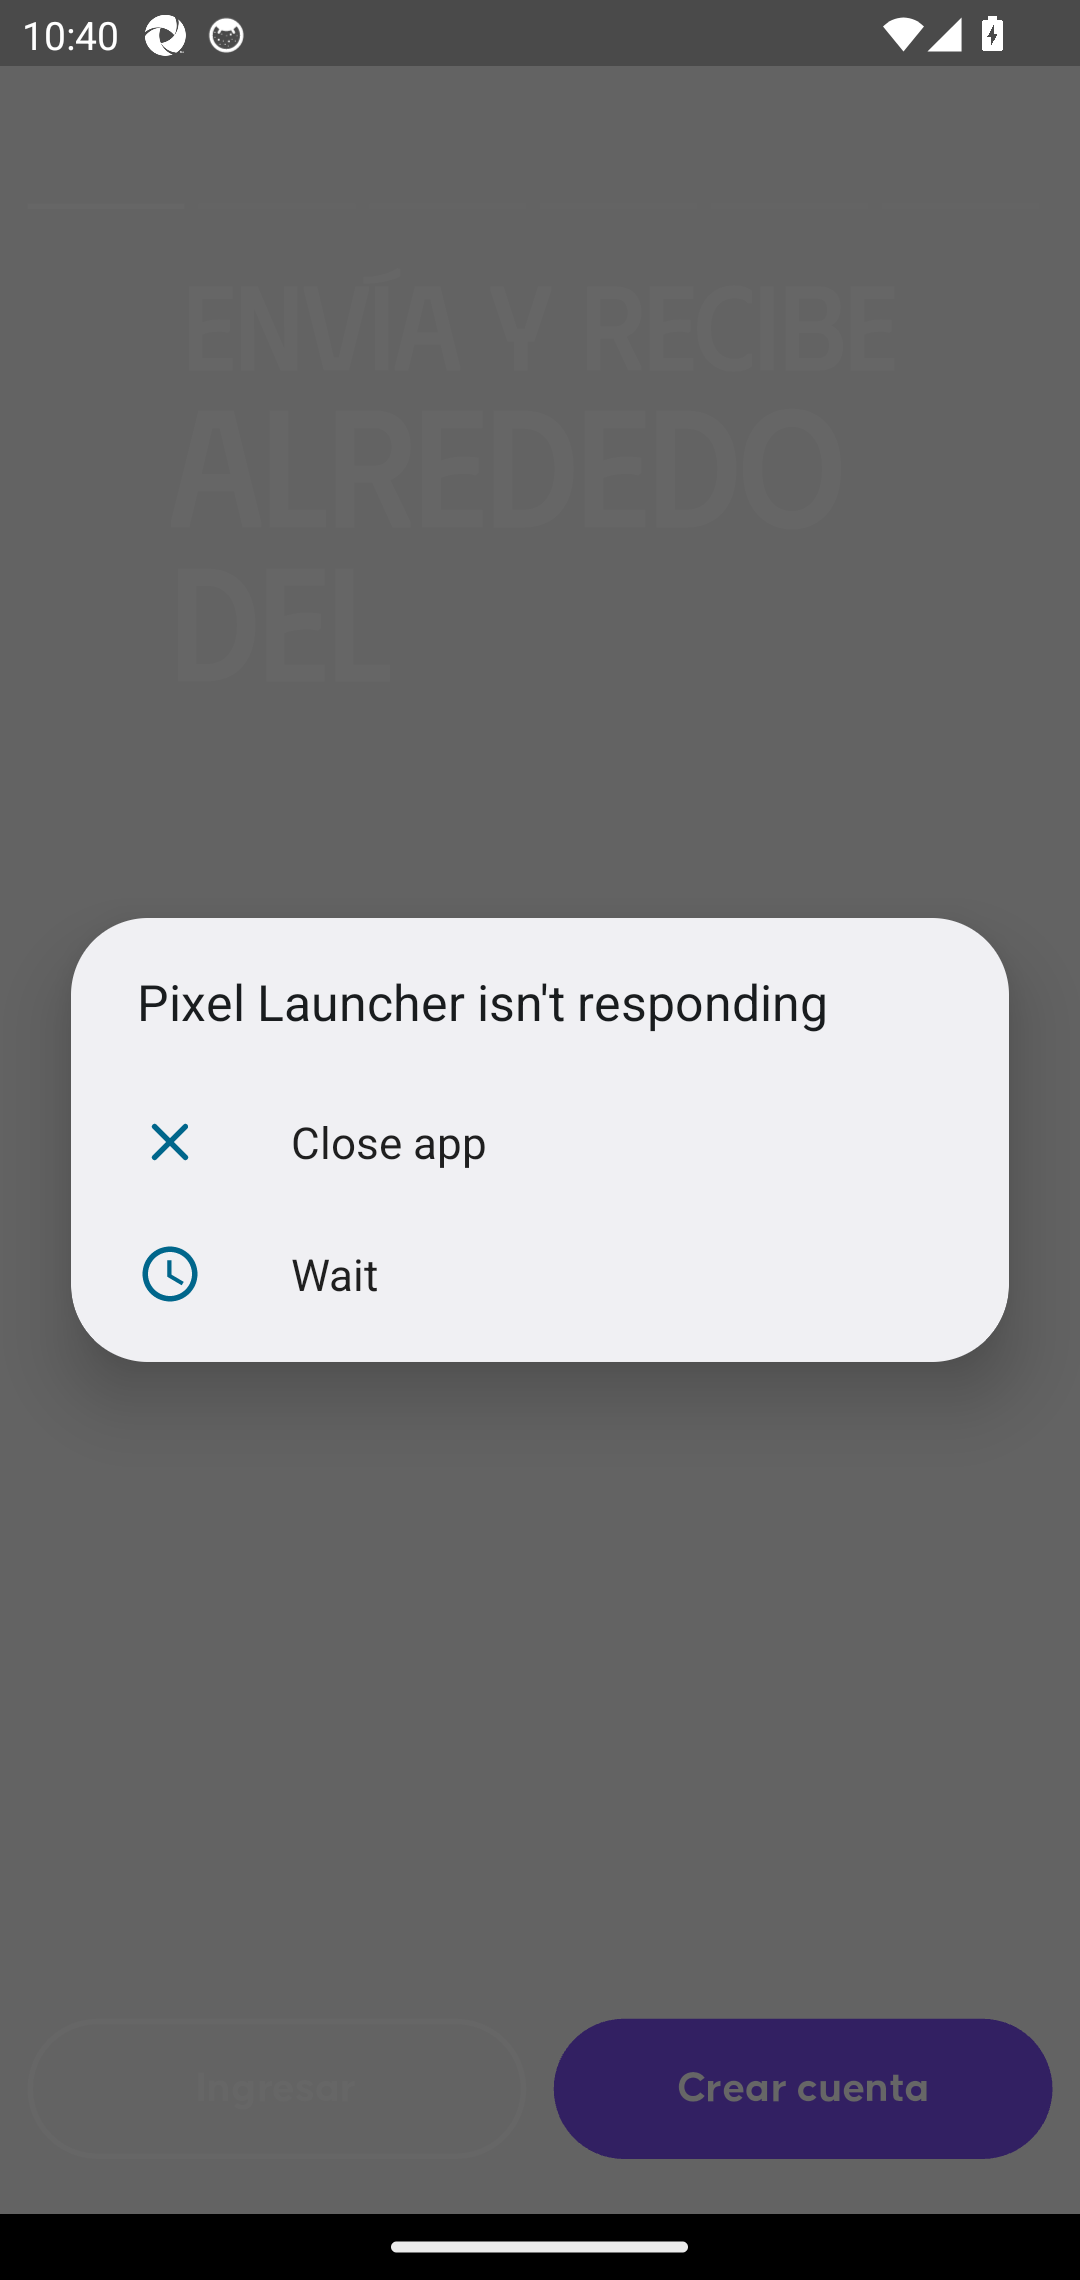 10:40
ENVÍA Y RECIBE
ALREDEDO
DEL
Pixel Launcher isn't responding
Close app
Wait
Ingresar
Crear cuenta